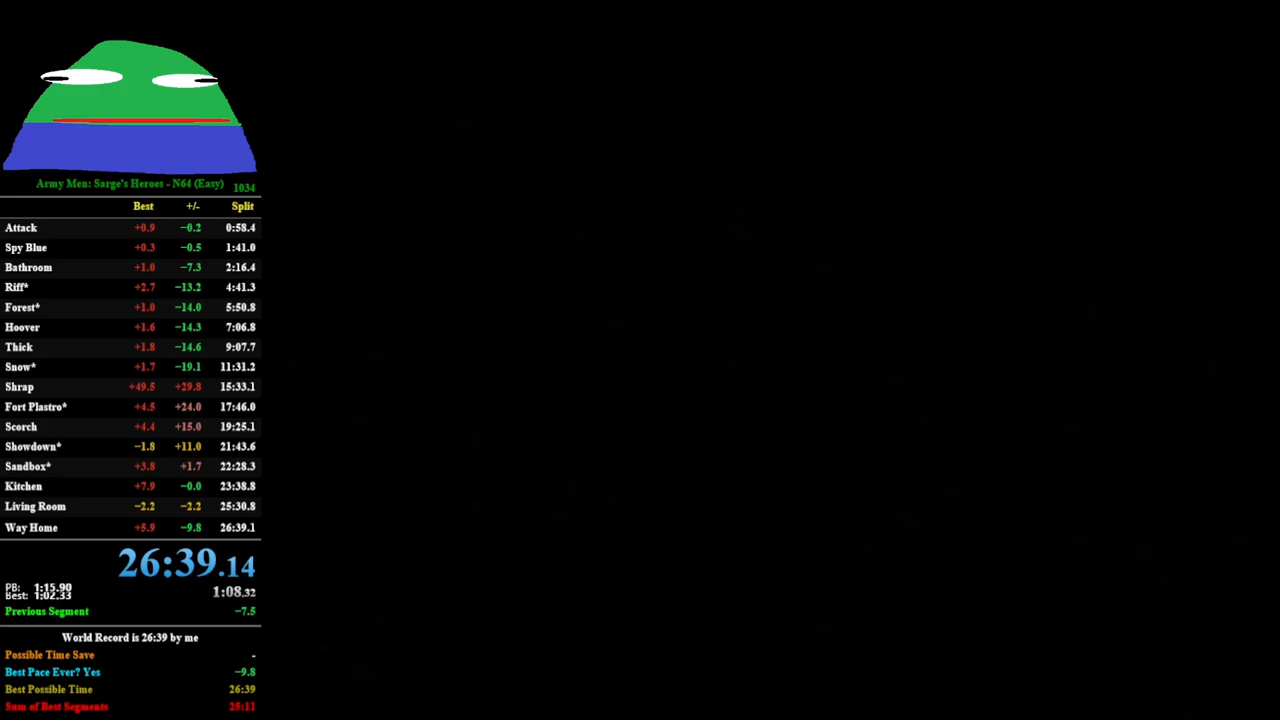 Army Men: Sarge's Heroes - N64 (Easy) 1034
Best +/- Split
Attack +0.9 −0.2 0:58.4
Spy Blue +0.3 −0.5 1:41.0
Bathroom +1.0 −7.3 2:16.4
Riff* +2.7 −13.2 4:41.3
Forest* +1.0 −14.0 5:50.8
Hoover +1.6 −14.3 7:06.8
Thick +1.8 −14.6 9:07.7
Snow* +1.7 −19.1 11:31.2
Shrap +49.5 +29.8 15:33.1
Fort Plastro* +4.5 +24.0 17:46.0
Scorch +4.4 +15.0 19:25.1
Showdown* −1.8 +11.0 21:43.6
Sandbox* +3.8 +1.7 22:28.3
Kitchen +7.9 −0.0 23:38.8
Living Room −2.2 −2.2 25:30.8
Way Home +5.9 −9.8 26:39.1
26:39.14
PB: 1:15.90
Best: 1:02.33 1:08.32
Previous Segment −7.5
World Record is 26:39 by me
Possible Time Save -
Best Pace Ever? Yes −9.8
Best Possible Time 26:39
Sum of Best Segments 25:11